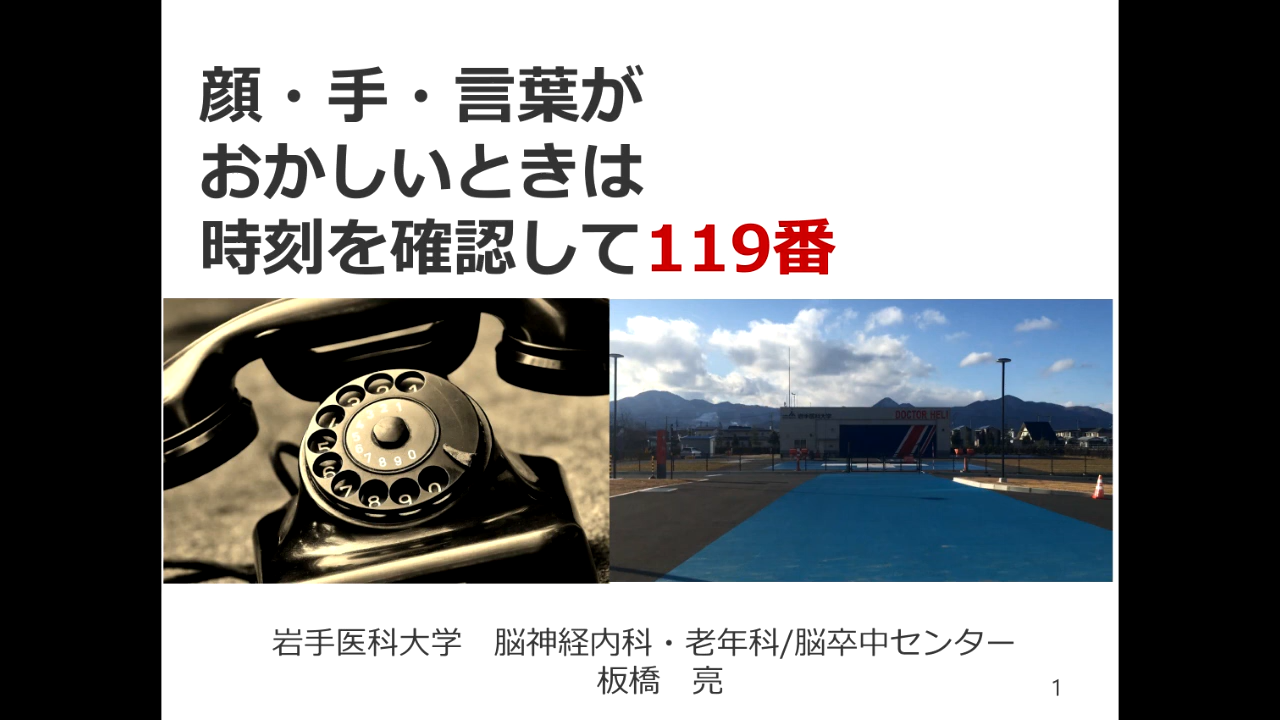 顔・手・言葉が
おかしいときは
時刻を確認して119番
DOCTOR HELI
岩手医科大学　脳神経内科・老年科/脳卒中センター
板橋　亮
1